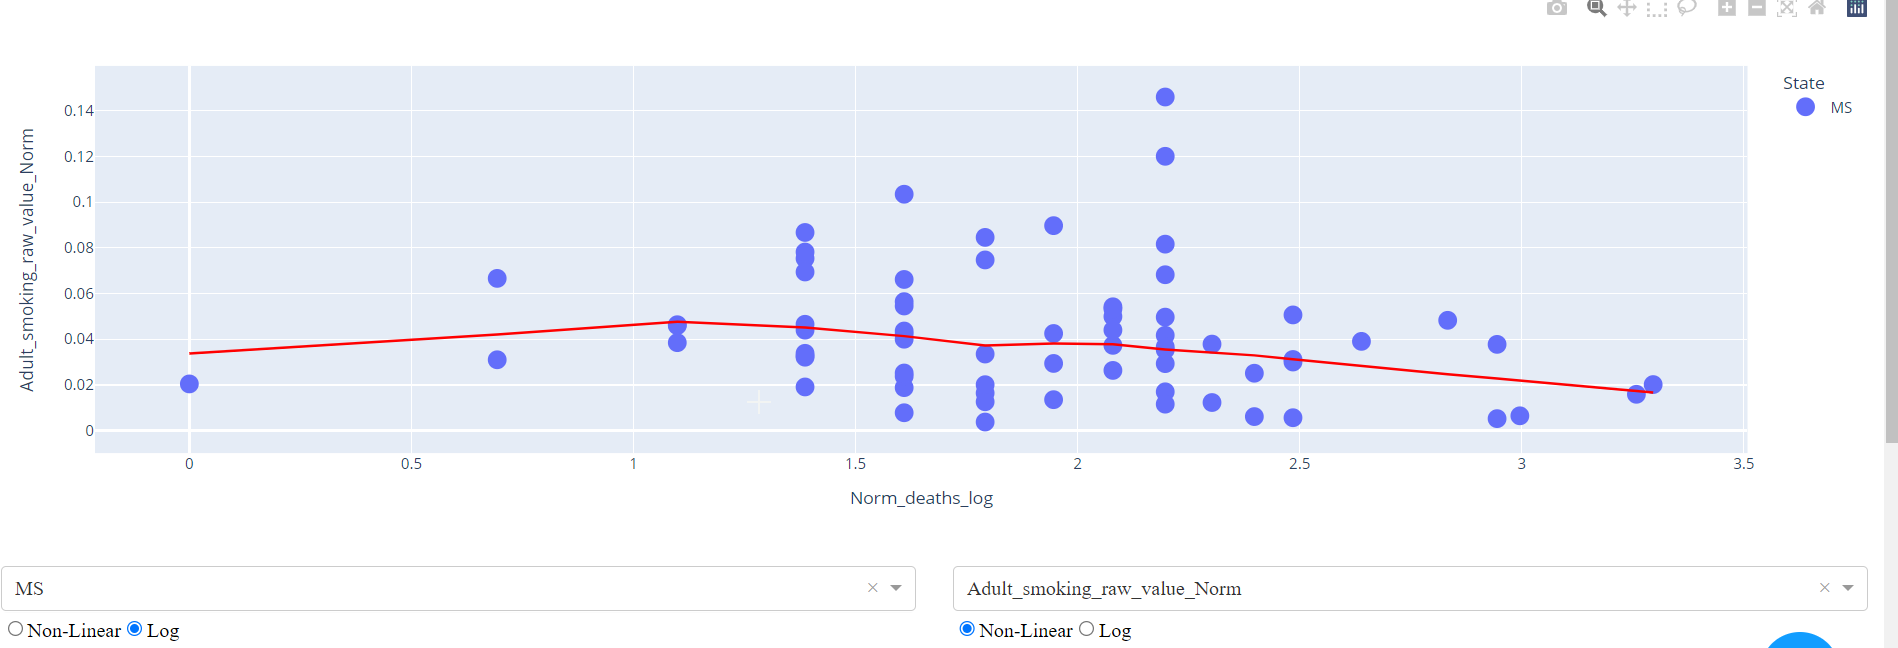 State
MS
Adult_smoking_raw_value_Norm
0.14
0.12
0.1
0.08
0.06
0.04
0.02
0
0 0.5 1 1.5 2 2.5 3 3.5
Norm_deaths_log
MS × Adult_smoking_raw_value_Norm ×
Non-Linear Log Non-Linear Log